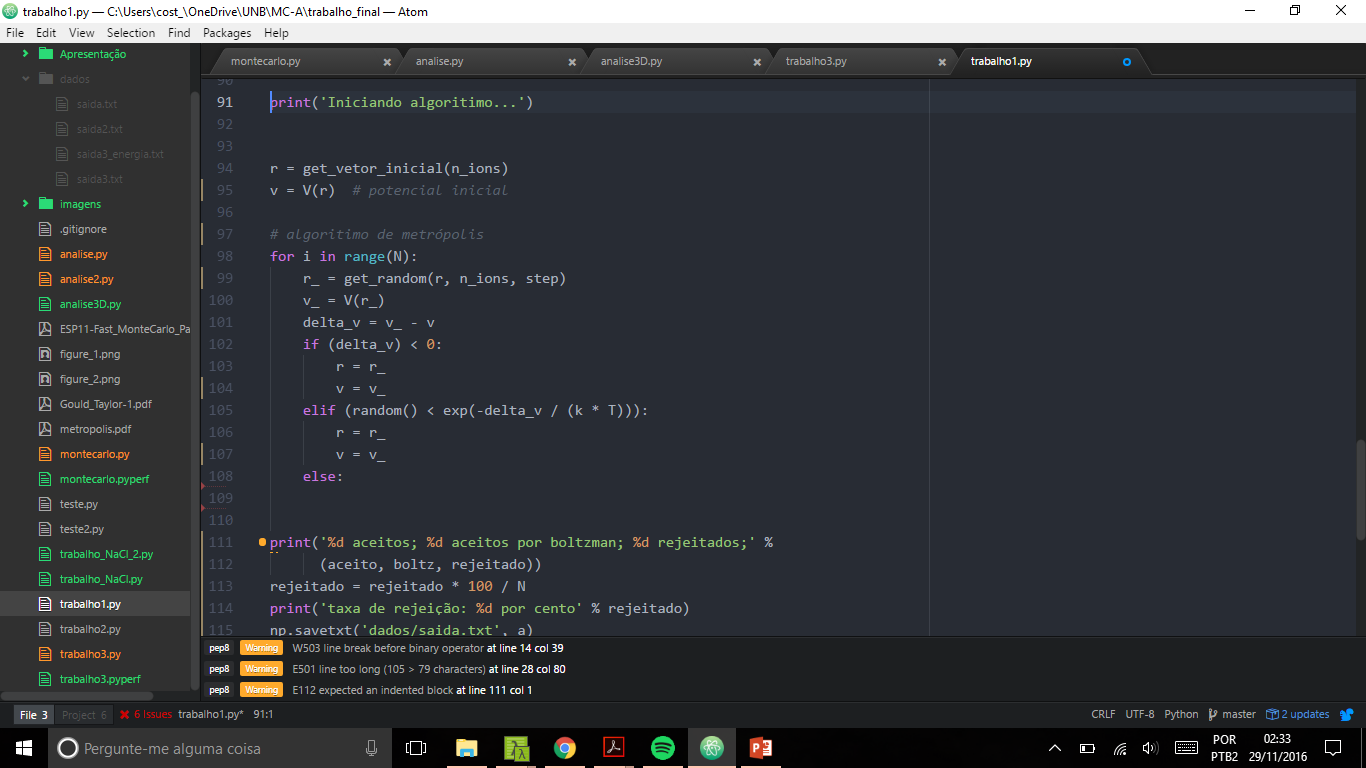 trabalho1.py — C:\Users\cost_\OneDrive\UNB\MC-A\trabalho_final — Atom
File Edit View Selection Find Packages Help
Apresentação
dados
saida.txt
saida2.txt
saida3_energia.txt
saida3.txt
imagens
.gitignore
analise.py
analise2.py
analise3D.py
ESP11-Fast_MonteCarlo_Pa
figure_1.png
figure_2.png
Gould_Taylor-1.pdf
metropolis.pdf
montecarlo.py
montecarlo.pyperf
teste.py
teste2.py
trabalho_NaCl_2.py
trabalho_NaCl.py
trabalho1.py
trabalho2.py
trabalho3.py
trabalho3.pyperf
montecarlo.py analise.py analise3D.py trabalho3.py trabalho1.py
90
91 print('Iniciando algoritimo...')
92
93
94 r = get_vetor_inicial(n_ions)
95 v = V(r)  # potencial inicial
96
97 # algoritimo de metrópolis
98 for i in range(N):
99     r_ = get_random(r, n_ions, step)
100     v_ = V(r_)
101     delta_v = v_ - v
102     if (delta_v) < 0:
103         r = r_
104         v = v_
105     elif (random() < exp(-delta_v / (k * T))):
106         r = r_
107         v = v_
108     else:
109
110
111 print('%d aceitos; %d aceitos por boltzman; %d rejeitados;' %
112       (aceito, boltz, rejeitado))
113 rejeitado = rejeitado * 100 / N
114 print('taxa de rejeição: %d por cento' % rejeitado)
115 np.savetxt('dados/saida.txt', a)
pep8 Warning W503 line break before binary operator at line 14 col 39
pep8 Warning E501 line too long (105 > 79 characters) at line 28 col 80
pep8 Warning E112 expected an indented block at line 111 col 1
File 3 Project 6 6 Issues trabalho1.py* 91:1 CRLF UTF-8 Python master 2 updates
Pergunte-me alguma coisa
POR
PTB2
02:33
29/11/2016